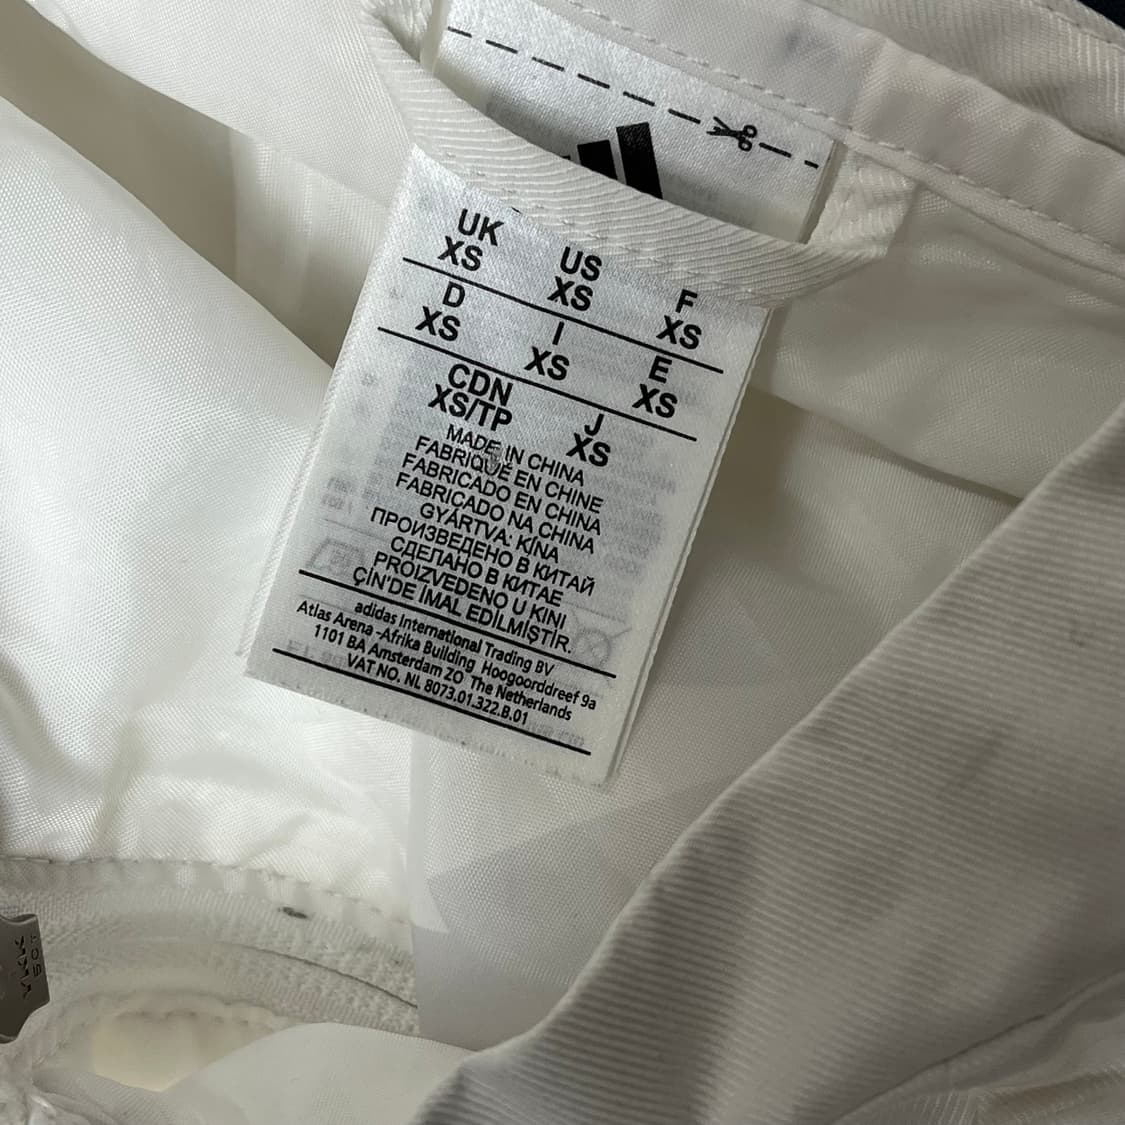 UK US F
XS XS XS
D I E
XS XS XS
CDN J
XS/TP XS
MADE IN CHINA
FABRIQUÉ EN CHINE
FABRICADO EN CHINA
FABRICADO NA CHINA
GYÁRTVA: KÍNA
ПРОИЗВЕДЕНО В КИТАЙ
СДЕЛАНО В КИТАЕ
PROIZVEDENO U KINI
ÇİN'DE İMAL EDİLMİŞTİR.
adidas International Trading BV
Atlas Arena -Afrika Building Hoogoorddreef 9a
1101 BA Amsterdam ZO The Netherlands
VAT NO. NL 8073.01.322.B.01
YKK
5CT